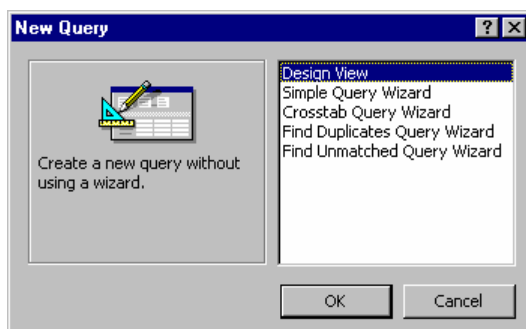 New Query
Create a new query without
using a wizard.
Design View
Simple Query Wizard
Crosstab Query Wizard
Find Duplicates Query Wizard
Find Unmatched Query Wizard
OK
Cancel